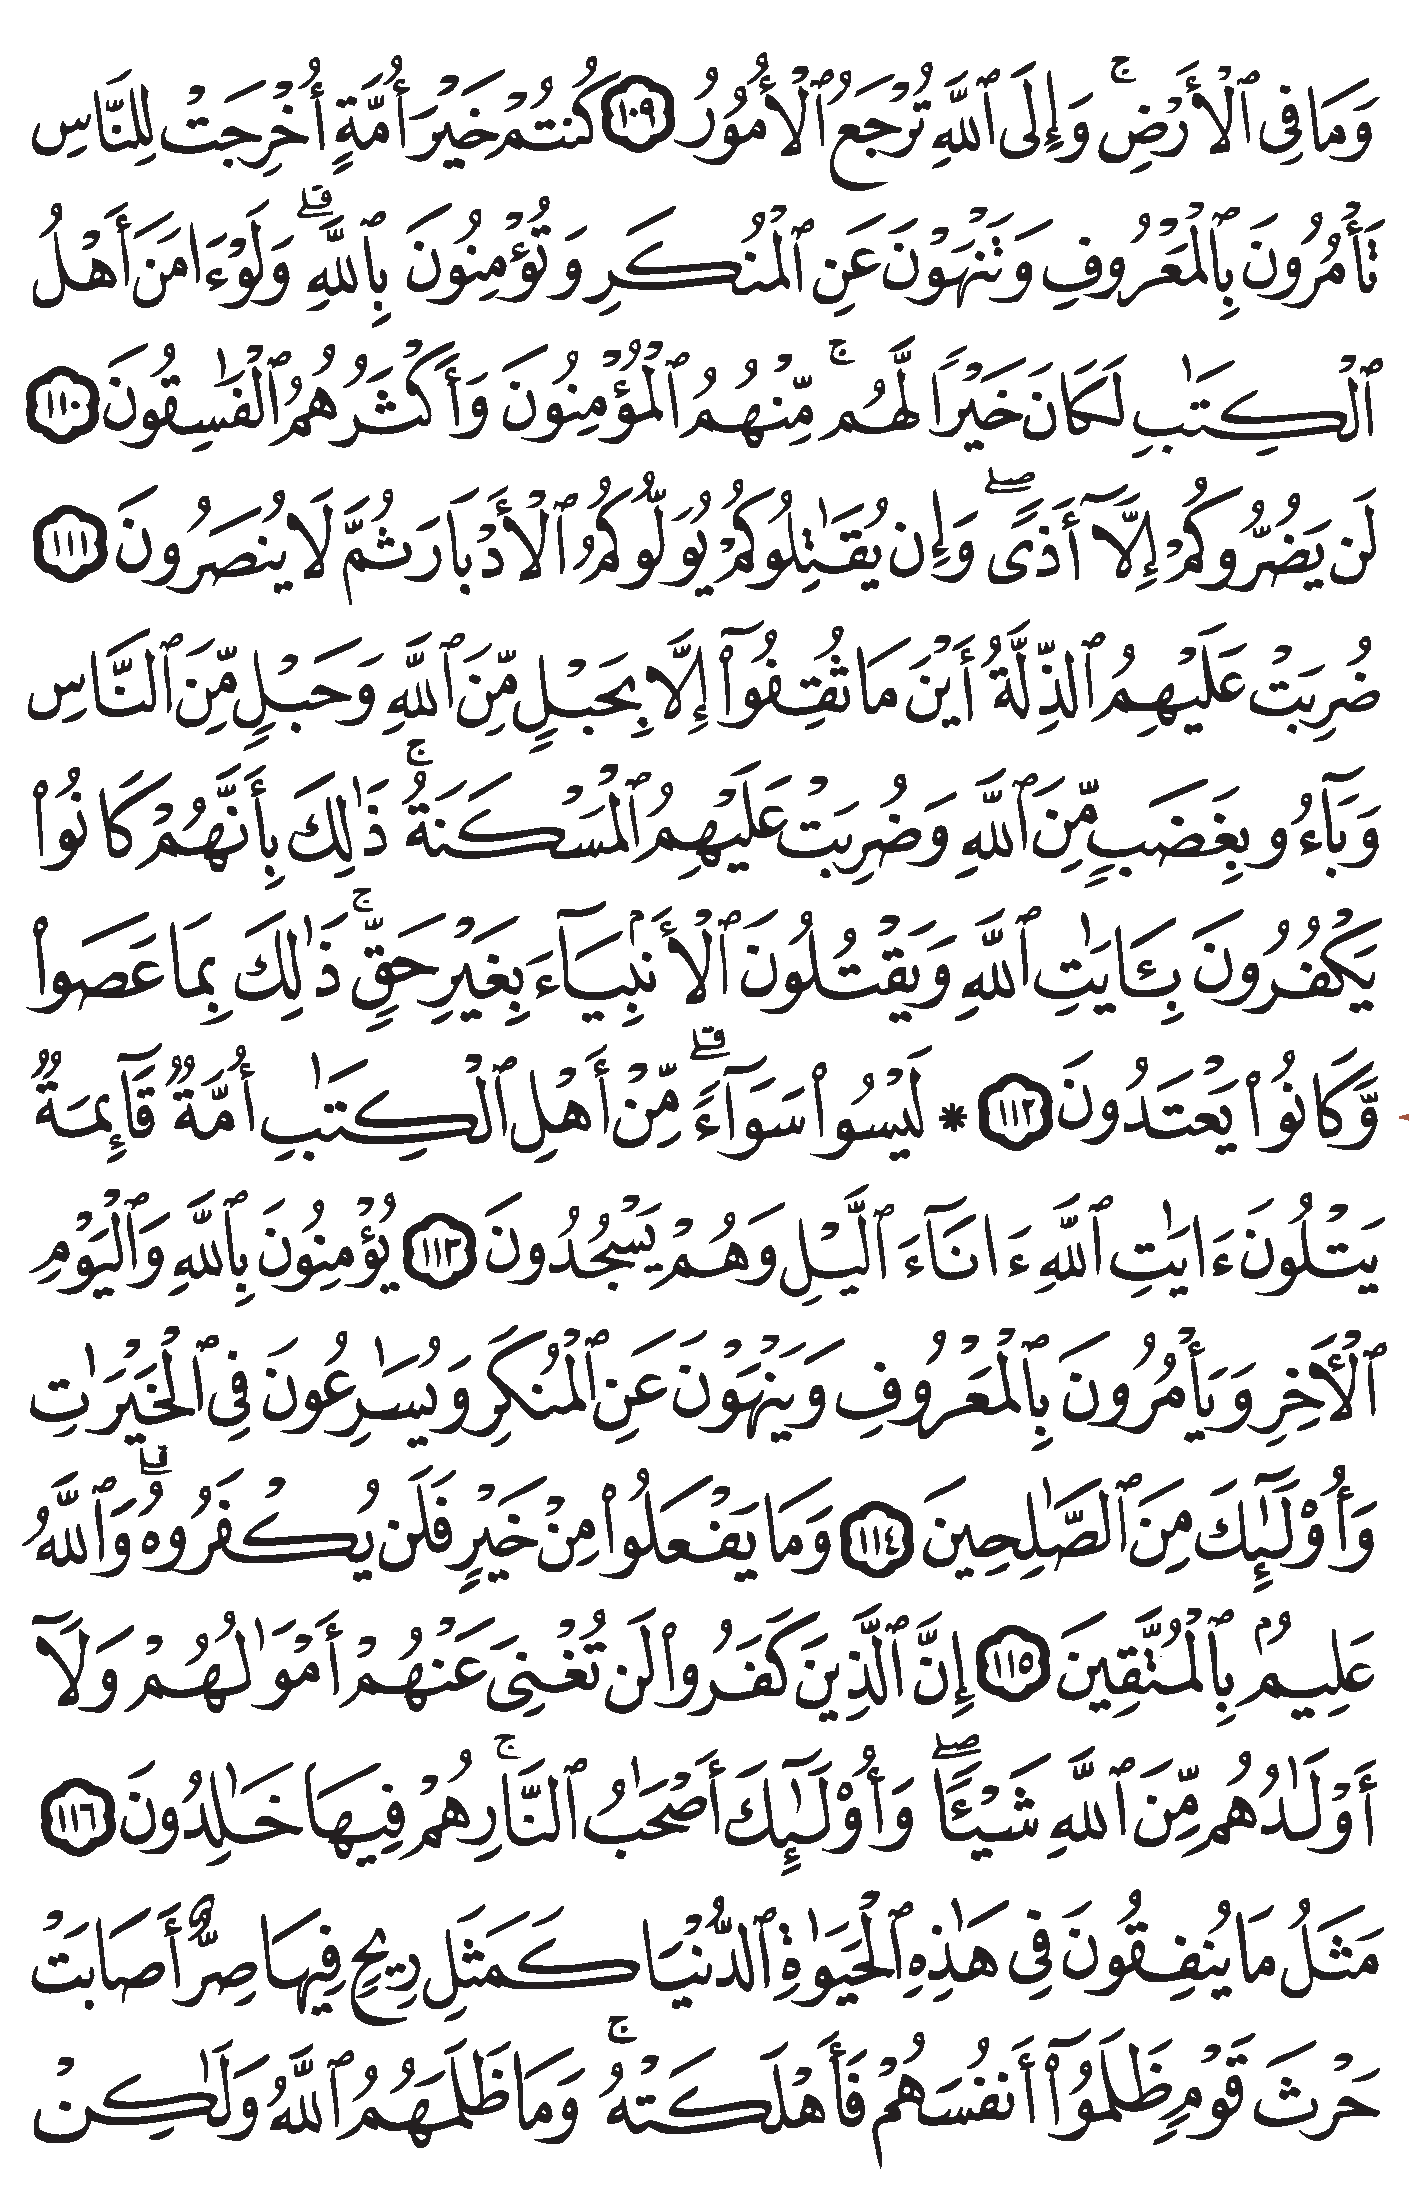 وَمَا فِى ٱلْأَرْضِ ۚ وَإِلَى ٱللَّهِ تُرْجَعُ ٱلْأُمُورُ ١٠٩ كُنتُمْ خَيْرَ أُمَّةٍ أُخْرِجَتْ لِلنَّاسِ
تَأْمُرُونَ بِٱلْمَعْرُوفِ وَتَنْهَوْنَ عَنِ ٱلْمُنكَرِ وَتُؤْمِنُونَ بِٱللَّهِ ۗ وَلَوْ ءَامَنَ أَهْلُ
ٱلْكِتَٰبِ لَكَانَ خَيْرًا لَّهُم ۚ مِّنْهُمُ ٱلْمُؤْمِنُونَ وَأَكْثَرُهُمُ ٱلْفَٰسِقُونَ ١١٠
لَن يَضُرُّوكُمْ إِلَّآ أَذًى ۖ وَإِن يُقَٰتِلُوكُمْ يُوَلُّوكُمُ ٱلْأَدْبَارَ ثُمَّ لَا يُنصَرُونَ ١١١
ضُرِبَتْ عَلَيْهِمُ ٱلذِّلَّةُ أَيْنَ مَا ثُقِفُوٓا۟ إِلَّا بِحَبْلٍ مِّنَ ٱللَّهِ وَحَبْلٍ مِّنَ ٱلنَّاسِ
وَبَآءُو بِغَضَبٍ مِّنَ ٱللَّهِ وَضُرِبَتْ عَلَيْهِمُ ٱلْمَسْكَنَةُ ۚ ذَٰلِكَ بِأَنَّهُمْ كَانُوا۟
يَكْفُرُونَ بِـَٔايَٰتِ ٱللَّهِ وَيَقْتُلُونَ ٱلْأَنۢبِيَآءَ بِغَيْرِ حَقٍّ ۚ ذَٰلِكَ بِمَا عَصَوا۟
وَّكَانُوا۟ يَعْتَدُونَ ١١٢ * لَيْسُوا۟ سَوَآءً ۗ مِّنْ أَهْلِ ٱلْكِتَٰبِ أُمَّةٌ قَآئِمَةٌ
يَتْلُونَ ءَايَٰتِ ٱللَّهِ ءَانَآءَ ٱلَّيْلِ وَهُمْ يَسْجُدُونَ ١١٣ يُؤْمِنُونَ بِٱللَّهِ وَٱلْيَوْمِ
ٱلْـَٔاخِرِ وَيَأْمُرُونَ بِٱلْمَعْرُوفِ وَيَنْهَوْنَ عَنِ ٱلْمُنكَرِ وَيُسَٰرِعُونَ فِى ٱلْخَيْرَٰتِ
وَأُو۟لَٰٓئِكَ مِنَ ٱلصَّٰلِحِينَ ١١٤ وَمَا يَفْعَلُوا۟ مِنْ خَيْرٍ فَلَن يُكْفَرُوهُ ۗ وَٱللَّهُ
عَلِيمٌۢ بِٱلْمُتَّقِينَ ١١٥ إِنَّ ٱلَّذِينَ كَفَرُوا۟ لَن تُغْنِىَ عَنْهُمْ أَمْوَٰلُهُمْ وَلَآ
أَوْلَٰدُهُم مِّنَ ٱللَّهِ شَيْـًٔا ۖ وَأُو۟لَٰٓئِكَ أَصْحَٰبُ ٱلنَّارِ ۚ هُمْ فِيهَا خَٰلِدُونَ ١١٦
مَثَلُ مَا يُنفِقُونَ فِى هَٰذِهِ ٱلْحَيَوٰةِ ٱلدُّنْيَا كَمَثَلِ رِيحٍ فِيهَا صِرٌّ أَصَابَتْ
حَرْثَ قَوْمٍ ظَلَمُوٓا۟ أَنفُسَهُمْ فَأَهْلَكَتْهُ ۚ وَمَا ظَلَمَهُمُ ٱللَّهُ وَلَٰكِنْ